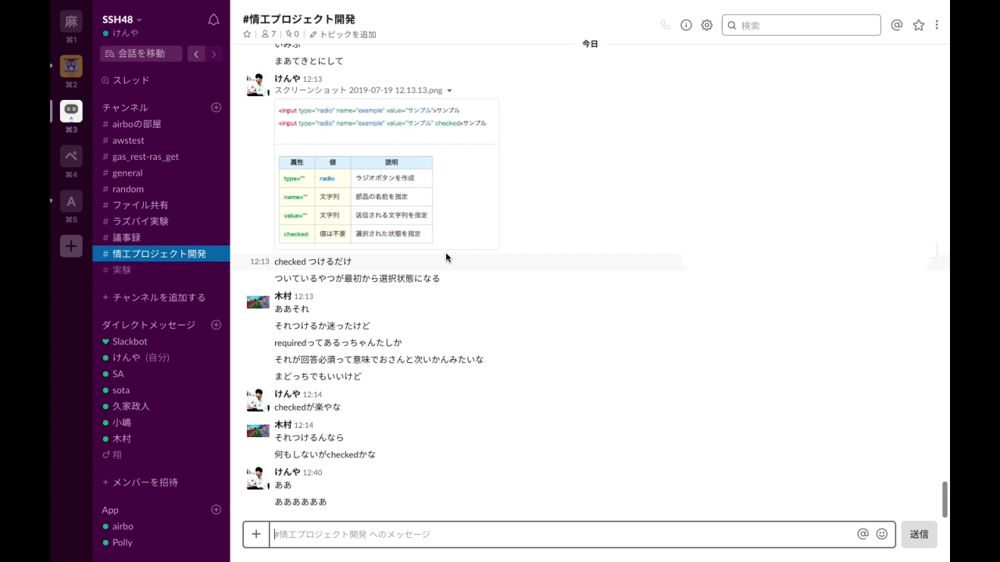 麻
⌘1
⌘2
⌘3
⌘4
A
⌘5
SSH48
けんや
会話を移動
スレッド
チャンネル
# airboの部屋
# awstest
# gas_rest-ras_get
# general
# random
# ファイル共有
# ラズパイ実験
# 議事録
# 情工プロジェクト開発
# 実験
+ チャンネルを追加する
ダイレクトメッセージ
Slackbot
けんや (自分)
SA
sota
久家政人
小嶋
木村
翔
+ メンバーを招待
App
airbo
Polly
#情工プロジェクト開発
7 0 トピックを追加
検索
今日
まあてきとにして
けんや 12:13
スクリーンショット 2019-07-19 12.13.13.png
<input type="radio" name="example" value="サンプル">サンプル
<input type="radio" name="example" value="サンプル" checked>サンプル
属性 値 説明
type="" radio ラジオボタンを作成
name="" 文字列 部品の名前を指定
value="" 文字列 送信される文字列を指定
checked 値は不要 選択された状態を指定
12:13 checked つけるだけ
ついているやつが最初から選択状態になる
木村 12:13
ああそれ
それつけるか迷ったけど
requiredってあるっちゃんたしか
それが回答必須って意味でおさんと次いかんみたいな
まどっちでもいいけど
けんや 12:14
checkedが楽やな
木村 12:14
それつけるんなら
何もしないがcheckedかな
けんや 12:40
ああ
ああああああ
#情工プロジェクト開発 へのメッセージ
送信